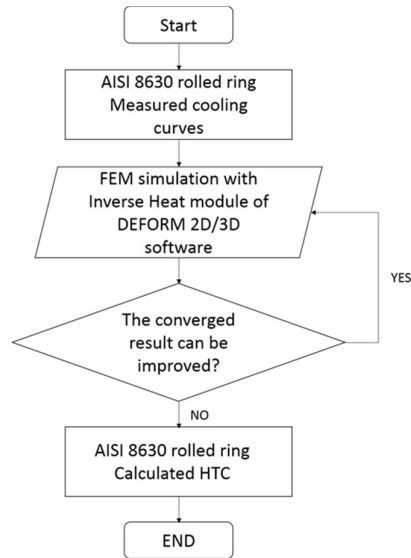 Start
AISI 8630 rolled ring
Measured cooling
curves
FEM simulation with
Inverse Heat module of
DEFORM 2D/3D
software
YES
The converged
result can be
improved?
NO
AISI 8630 rolled ring
Calculated HTC
END